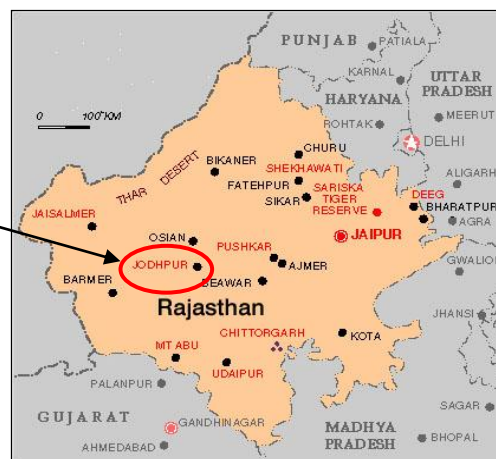 PUNJAB
PATIALA
KARNAL
UTTAR
PRADESH
HARYANA
0 100 KM
ROHTAK
MEERUT
DELHI
CHURU
BIKANER
SHEKHAWATI
THAR DESERT
FATEHPUR
SARISKA
TIGER
RESERVE
SIKAR
ALIGARH
DEEG
BHARATPUR
JAISALMER
AGRA
OSIAN
PUSHKAR
JAIPUR
JODHPUR
AJMER
GWALIOR
BARMER
BEAWAR
Rajasthan
JHANSI
CHITTORGARH
KOTA
MT ABU
UDAIPUR
PALANPUR
GUJARAT
GANDHINAGAR
SAGAR
MADHYA
PRADESH
AHMEDABAD
BHOPAL